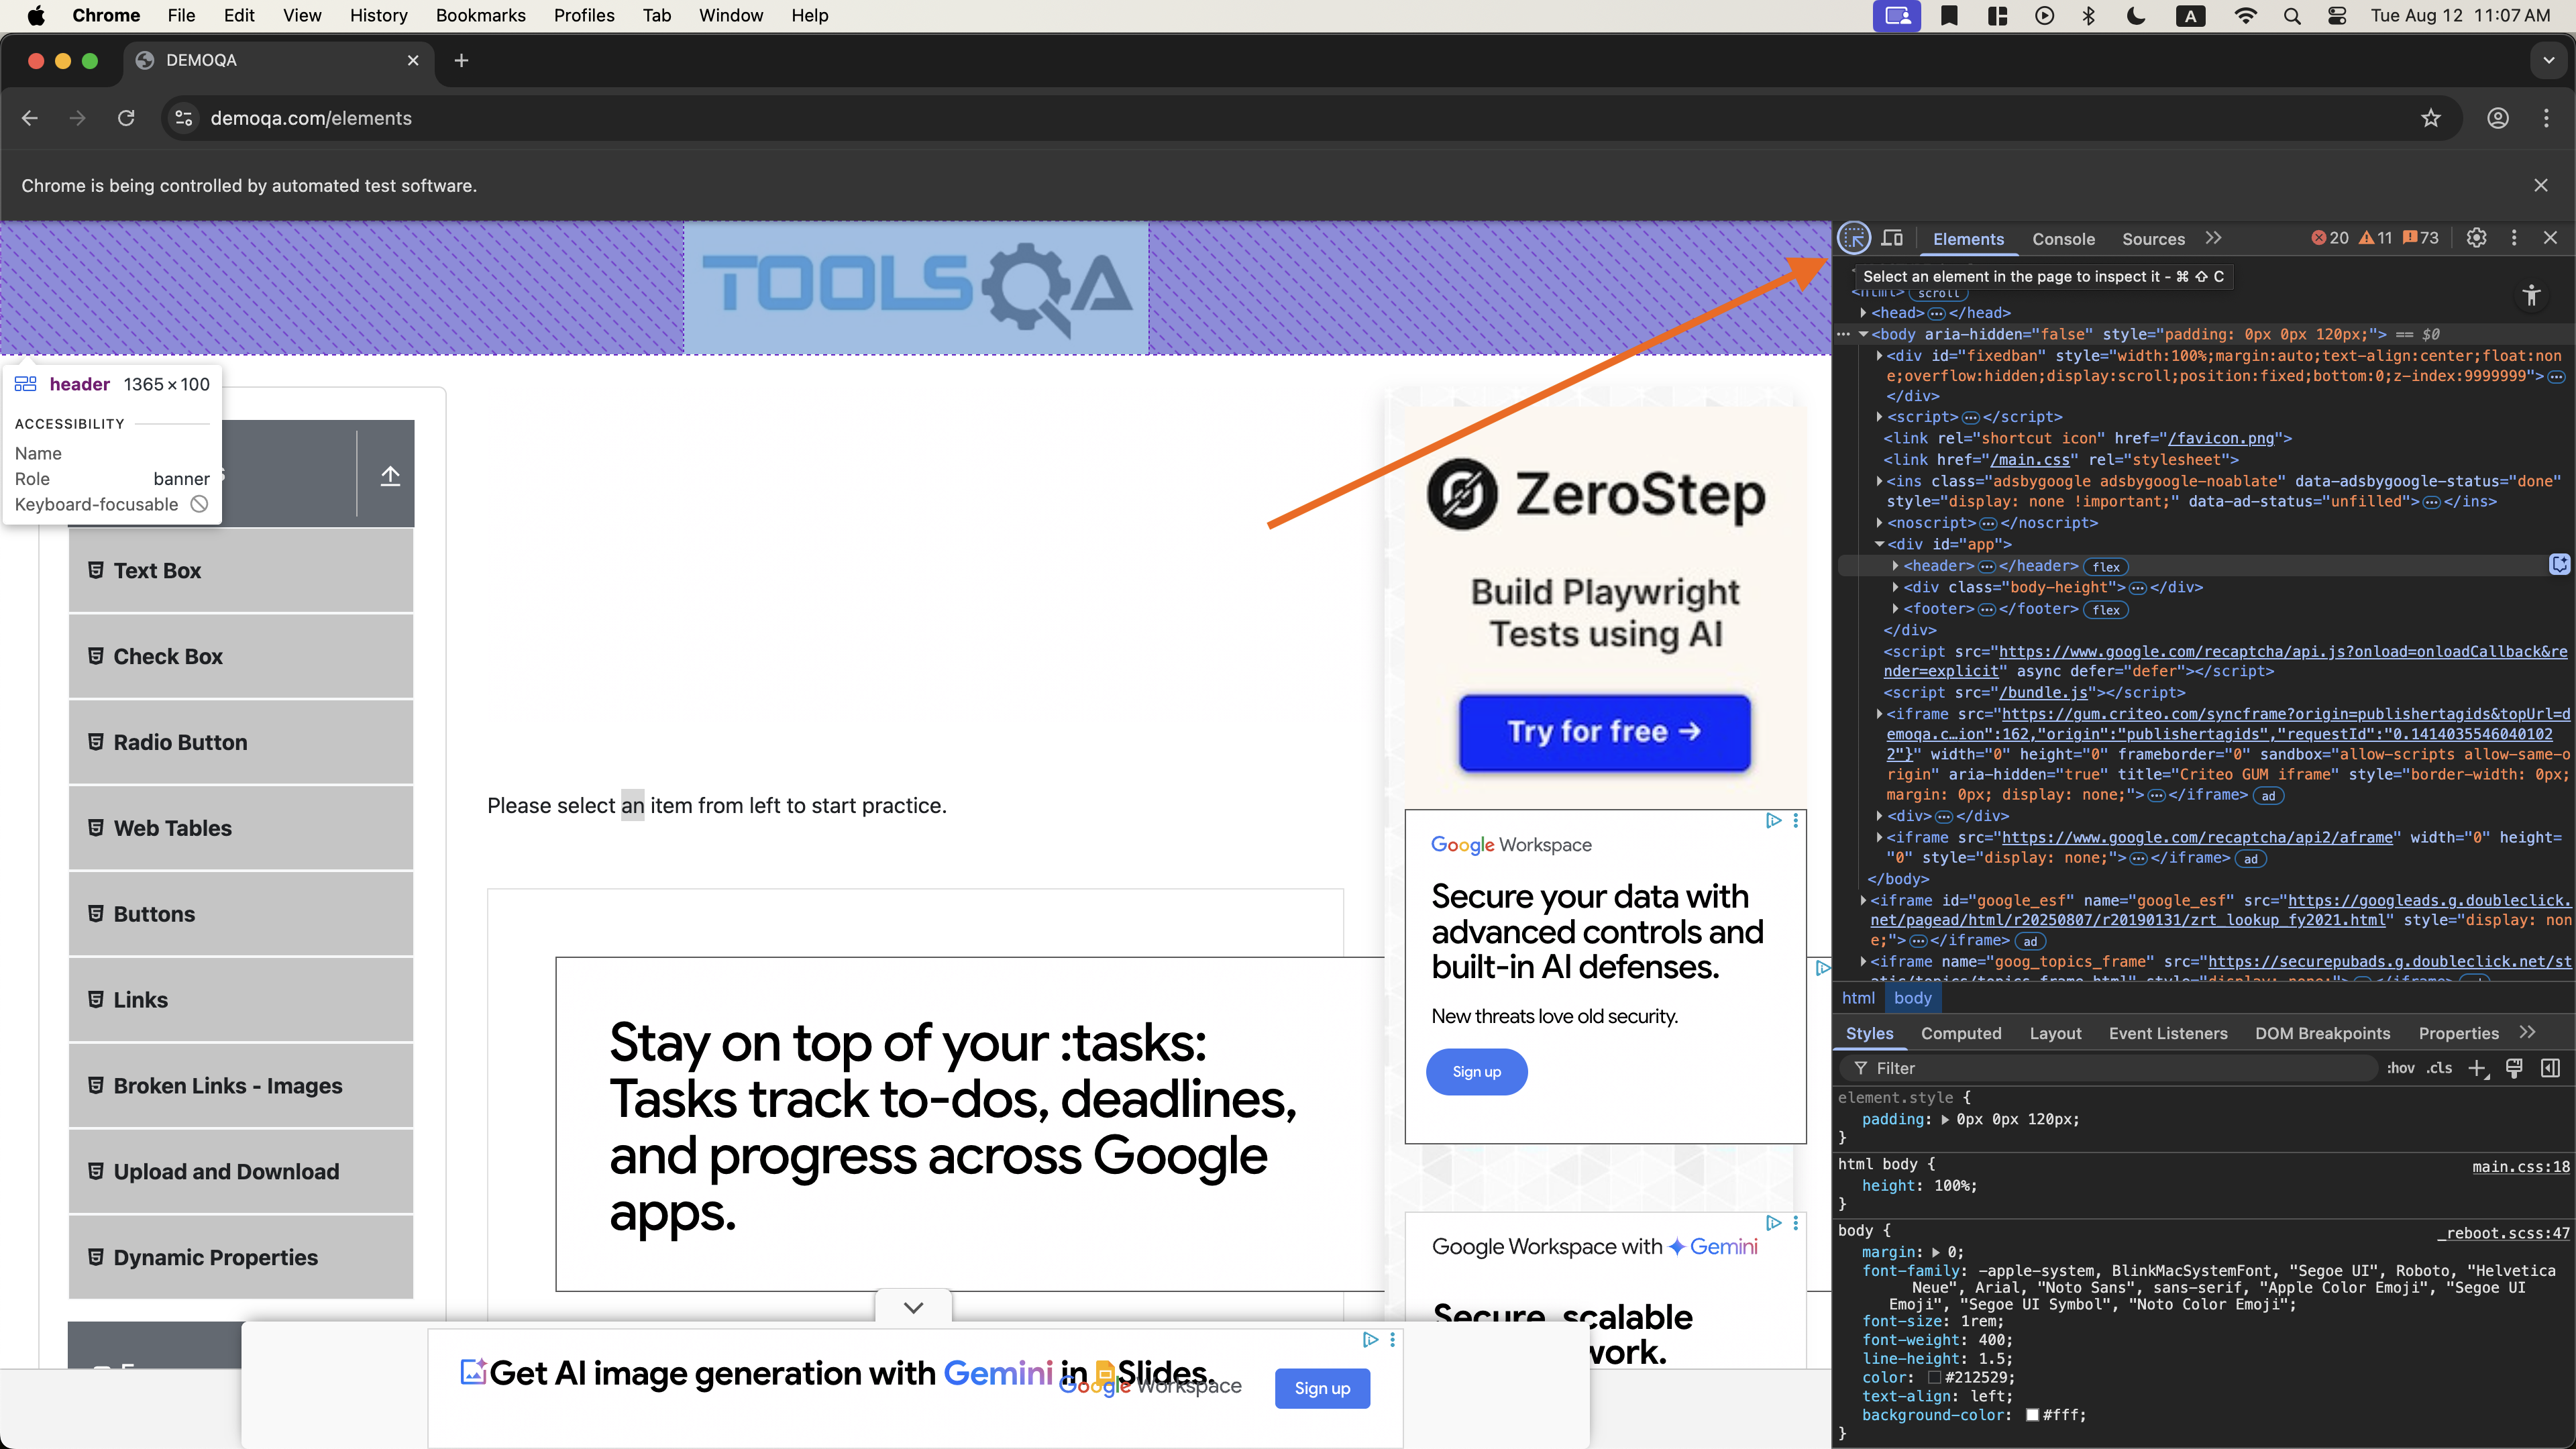 Chrome File Edit View History Bookmarks Profiles Tab Window Help
A Tue Aug 12 11:07 AM
DEMOQA
demoqa.com/elements
Chrome is being controlled by automated test software.
TOOLSQA
header 1365×100
ACCESSIBILITY
Name
Role banner
Keyboard-focusable
Text Box
Check Box
Radio Button
Web Tables
Buttons
Links
Broken Links - Images
Upload and Download
Dynamic Properties
Please select an item from left to start practice.
Stay on top of your :tasks:
Tasks track to-dos, deadlines,
and progress across Google
apps.
ZeroStep
Build Playwright
Tests using AI
Try for free →
Google Workspace
Secure your data with
advanced controls and
built-in AI defenses.
New threats love old security.
Sign up
Google Workspace with Gemini
Secure, scalable
work.
Get AI image generation with Gemini in Slides.
Google Workspace
Sign up
Elements Console Sources 20 11 73
Select an element in the page to inspect it - ⌘ ⇧ C
<html> scroll
<head> </head>
<body aria-hidden="false" style="padding: 0px 0px 120px;"> == $0
<div id="fixedban" style="width:100%;margin:auto;text-align:center;float:non
e;overflow:hidden;display:scroll;position:fixed;bottom:0;z-index:9999999">
</div>
<script> </script>
<link rel="shortcut icon" href="/favicon.png">
<link href="/main.css" rel="stylesheet">
<ins class="adsbygoogle adsbygoogle-noablate" data-adsbygoogle-status="done"
style="display: none !important;" data-ad-status="unfilled"> </ins>
<noscript> </noscript>
<div id="app">
<header> </header> flex
<div class="body-height"> </div>
<footer> </footer> flex
</div>
<script src="https://www.google.com/recaptcha/api.js?onload=onloadCallback&re
nder=explicit" async defer="defer"></script>
<script src="/bundle.js"></script>
<iframe src="https://gum.criteo.com/syncframe?origin=publishertagids&topUrl=d
emoqa.c…ion":162,"origin":"publishertagids","requestId":"0.1414035546040102
2"}" width="0" height="0" frameborder="0" sandbox="allow-scripts allow-same-o
rigin" aria-hidden="true" title="Criteo GUM iframe" style="border-width: 0px;
margin: 0px; display: none;"> </iframe> ad
<div> </div>
<iframe src="https://www.google.com/recaptcha/api2/aframe" width="0" height=
"0" style="display: none;"> </iframe> ad
</body>
<iframe id="google_esf" name="google_esf" src="https://googleads.g.doubleclick.
net/pagead/html/r20250807/r20190131/zrt_lookup_fy2021.html" style="display: non
e;"> </iframe> ad
<iframe name="goog_topics_frame" src="https://securepubads.g.doubleclick.net/st
atic/topics/topics_frame.html" style="display: none;"> </iframe> ad
html body
Styles Computed Layout Event Listeners DOM Breakpoints Properties
Filter :hov .cls
element.style {
padding: 0px 0px 120px;
}
html body { main.css:18
height: 100%;
}
body { _reboot.scss:47
margin: 0;
font-family: -apple-system, BlinkMacSystemFont, "Segoe UI", Roboto, "Helvetica
Neue", Arial, "Noto Sans", sans-serif, "Apple Color Emoji", "Segoe UI
Emoji", "Segoe UI Symbol", "Noto Color Emoji";
font-size: 1rem;
font-weight: 400;
line-height: 1.5;
color: #212529;
text-align: left;
background-color: #fff;
}